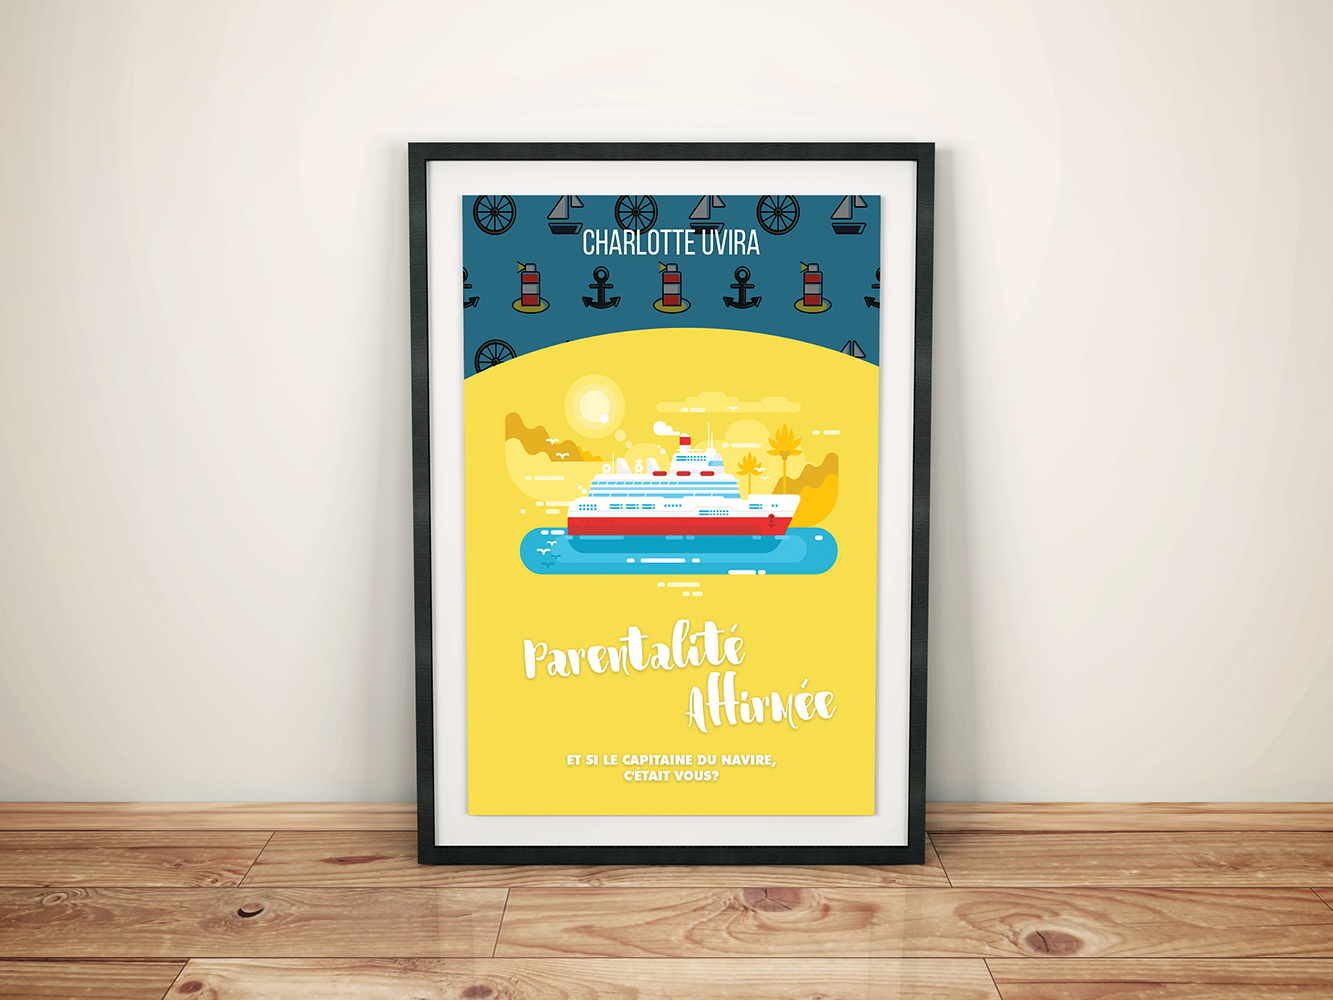 CHARLOTTE UVIRA
Parentalité
Affirmée
ET SI LE CAPITAINE DU NAVIRE,
C'ÉTAIT VOUS?